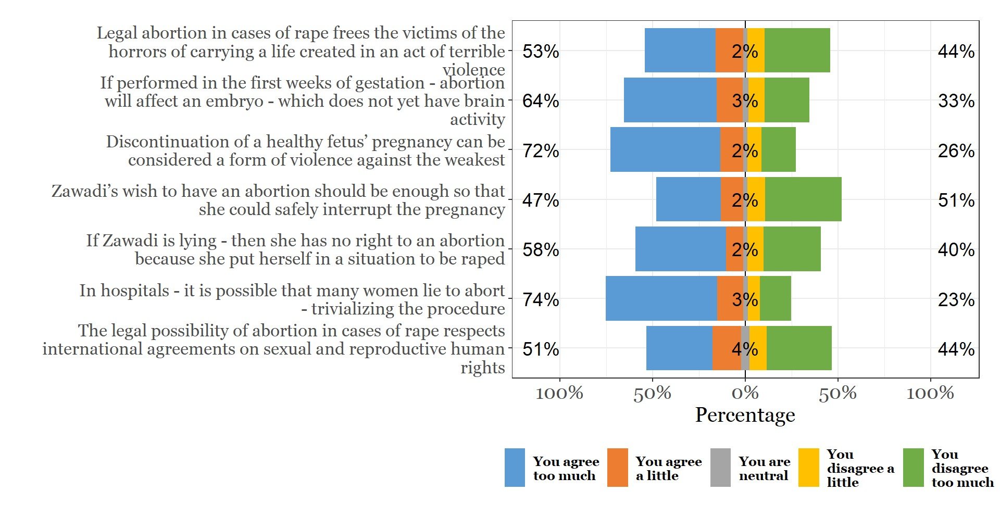 Legal abortion in cases of rape frees the victims of the
horrors of carrying a life created in an act of terrible
violence
53%
2%
44%
If performed in the first weeks of gestation - abortion
will affect an embryo - which does not yet have brain
activity
64%
3%
33%
Discontinuation of a healthy fetus’ pregnancy can be
considered a form of violence against the weakest
72%
2%
26%
Zawadi’s wish to have an abortion should be enough so that
she could safely interrupt the pregnancy
47%
2%
51%
If Zawadi is lying - then she has no right to an abortion
because she put herself in a situation to be raped
58%
2%
40%
In hospitals - it is possible that many women lie to abort
- trivializing the procedure
74%
3%
23%
The legal possibility of abortion in cases of rape respects
international agreements on sexual and reproductive human
rights
51%
4%
44%
100% 50% 0% 50% 100%
Percentage
You agree
too much
You agree
a little
You are
neutral
You
disagree a
little
You
disagree
too much